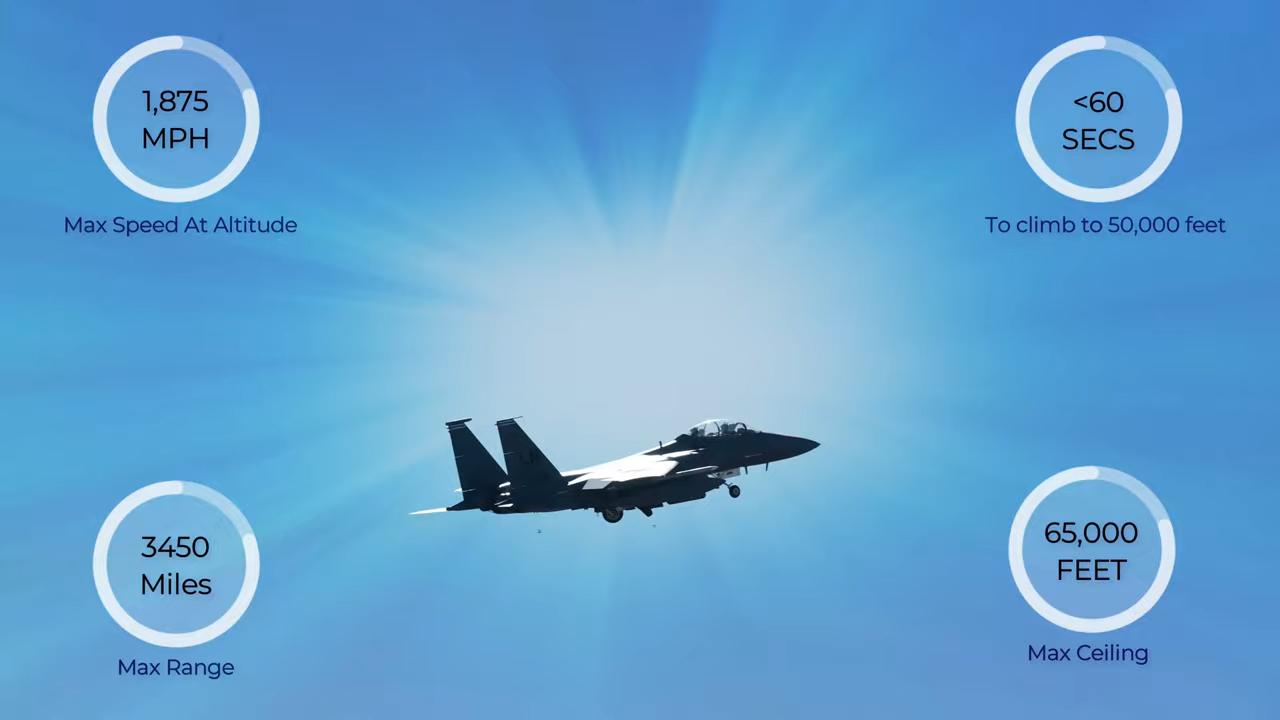 1,875
MPH
Max Speed At Altitude
<60
SECS
To climb to 50,000 feet
3450
Miles
Max Range
65,000
FEET
Max Ceiling